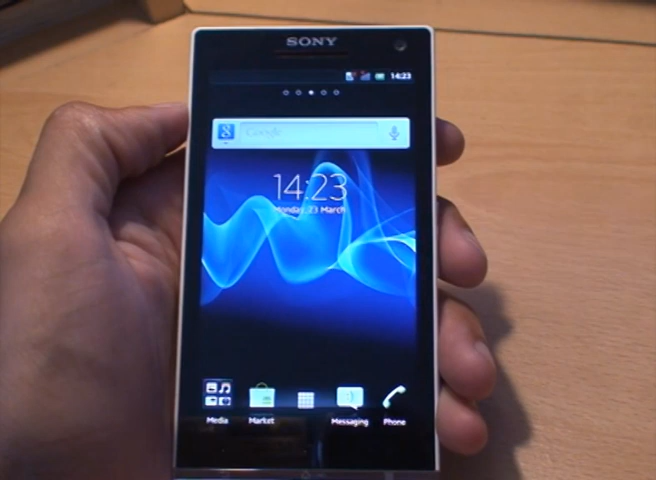 SONY
14:23
Google
14:23
Monday, 23 March
Media
Market
Messaging
Phone